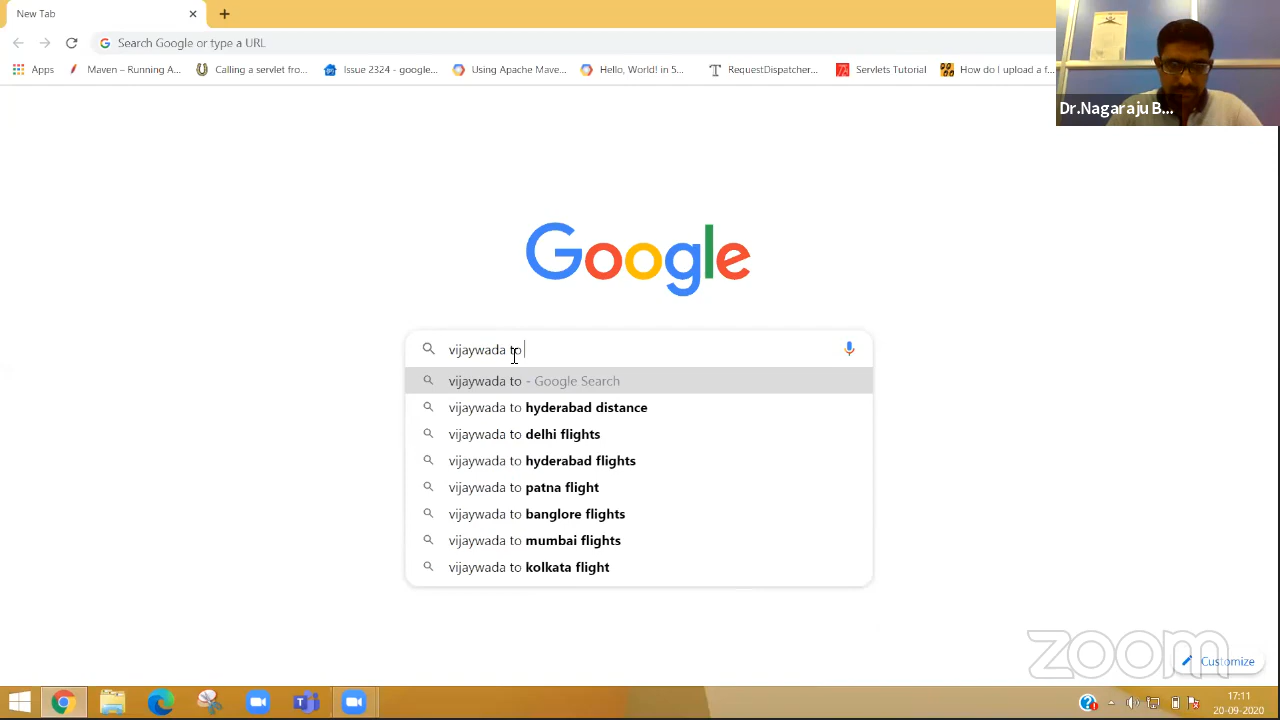 New Tab
Search Google or type a URL
Apps
Maven – Running A...
Calling a servlet fro...
Issue 2324 - google...
Using Apache Mave...
Hello, World! in 5...
RequestDispatcher...
Servlets Tutorial
How do I upload a f...
Dr.Nagaraju B...
Google
vijaywada to
vijaywada to - Google Search
vijaywada to hyderabad distance
vijaywada to delhi flights
vijaywada to hyderabad flights
vijaywada to patna flight
vijaywada to banglore flights
vijaywada to mumbai flights
vijaywada to kolkata flight
zoom
Customize
17:11
20-09-2020